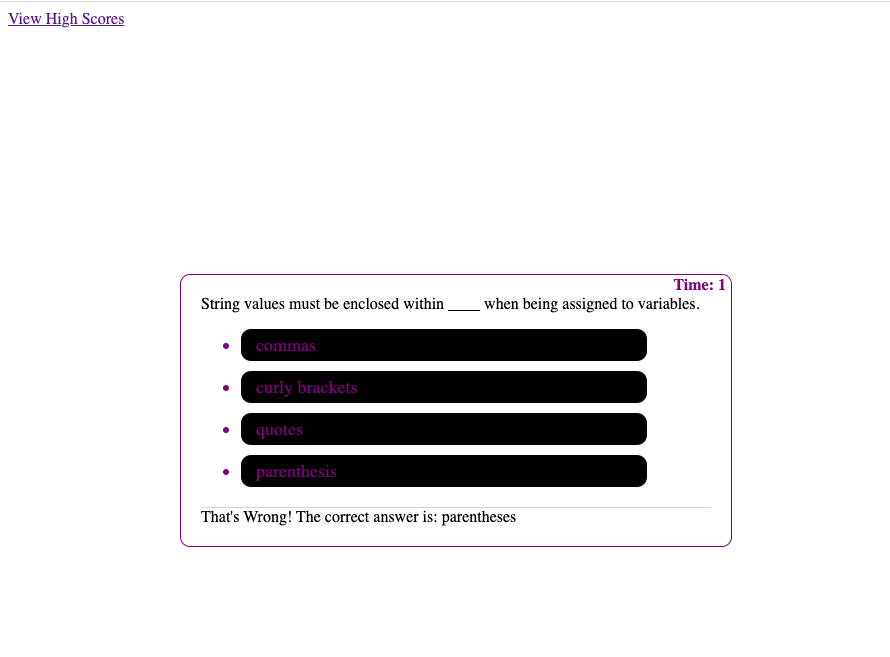 View High Scores
Time: 1
String values must be enclosed within ____ when being assigned to variables.
commas
curly brackets
quotes
parenthesis
That's Wrong! The correct answer is: parentheses